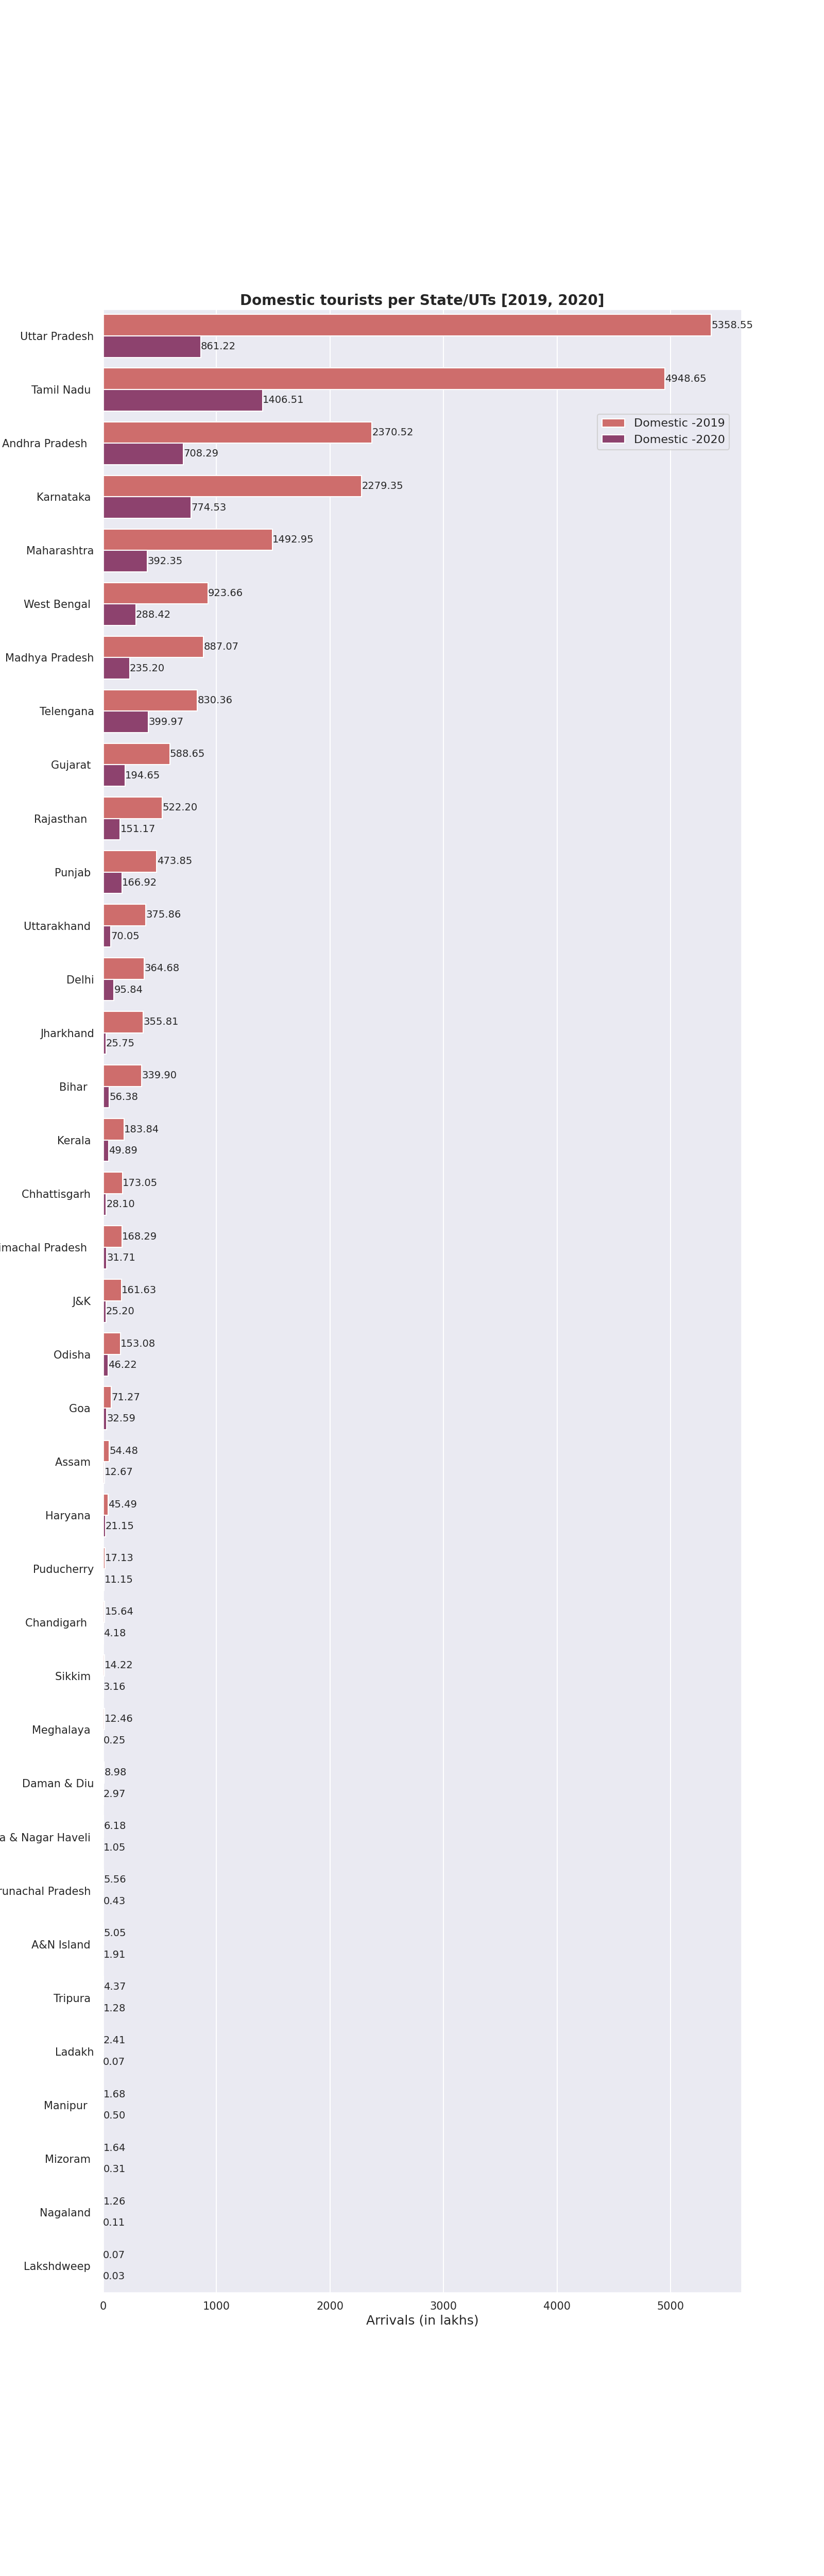 Domestic tourists per State/UTs [2019, 2020]
Uttar Pradesh
5358.55
861.22
Tamil Nadu
4948.65
1406.51
Domestic -2019
Domestic -2020
Andhra Pradesh
2370.52
708.29
Karnataka
2279.35
774.53
Maharashtra
1492.95
392.35
West Bengal
923.66
288.42
Madhya Pradesh
887.07
235.20
Telengana
830.36
399.97
Gujarat
588.65
194.65
Rajasthan
522.20
151.17
Punjab
473.85
166.92
Uttarakhand
375.86
70.05
Delhi
364.68
95.84
Jharkhand
355.81
25.75
Bihar
339.90
56.38
Kerala
183.84
49.89
Chhattisgarh
173.05
28.10
imachal Pradesh
168.29
31.71
J&K
161.63
25.20
Odisha
153.08
46.22
Goa
71.27
32.59
Assam
54.48
12.67
Haryana
45.49
21.15
Puducherry
17.13
11.15
Chandigarh
15.64
4.18
Sikkim
14.22
3.16
Meghalaya
12.46
0.25
Daman & Diu
8.98
2.97
a & Nagar Haveli
6.18
1.05
runachal Pradesh
5.56
0.43
A&N Island
5.05
1.91
Tripura
4.37
1.28
Ladakh
2.41
0.07
Manipur
1.68
0.50
Mizoram
1.64
0.31
Nagaland
1.26
0.11
Lakshdweep
0.07
0.03
0 1000 2000 3000 4000 5000
Arrivals (in lakhs)